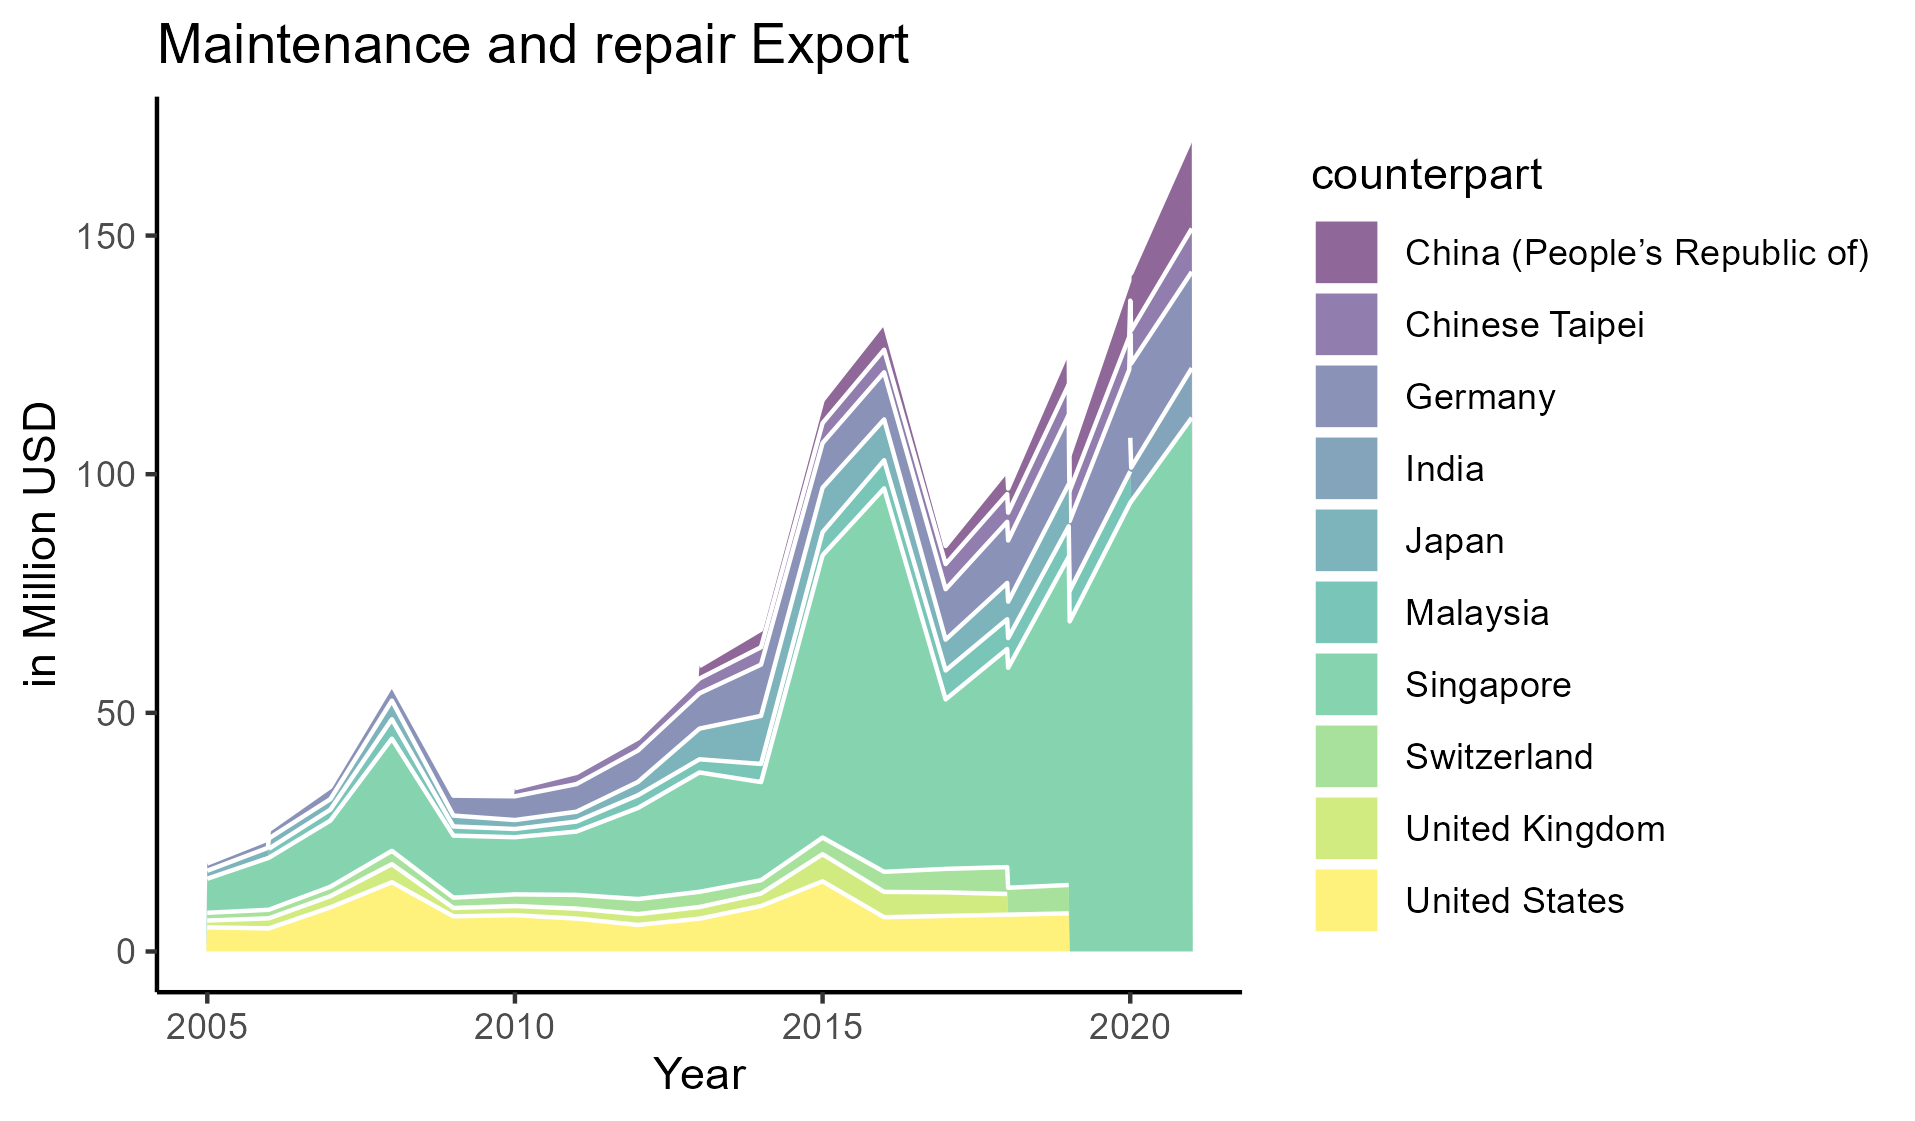 Maintenance and repair Export
in Million USD
150
100
50
0
2005
2010
2015
2020
Year
counterpart
China (People’s Republic of)
Chinese Taipei
Germany
India
Japan
Malaysia
Singapore
Switzerland
United Kingdom
United States